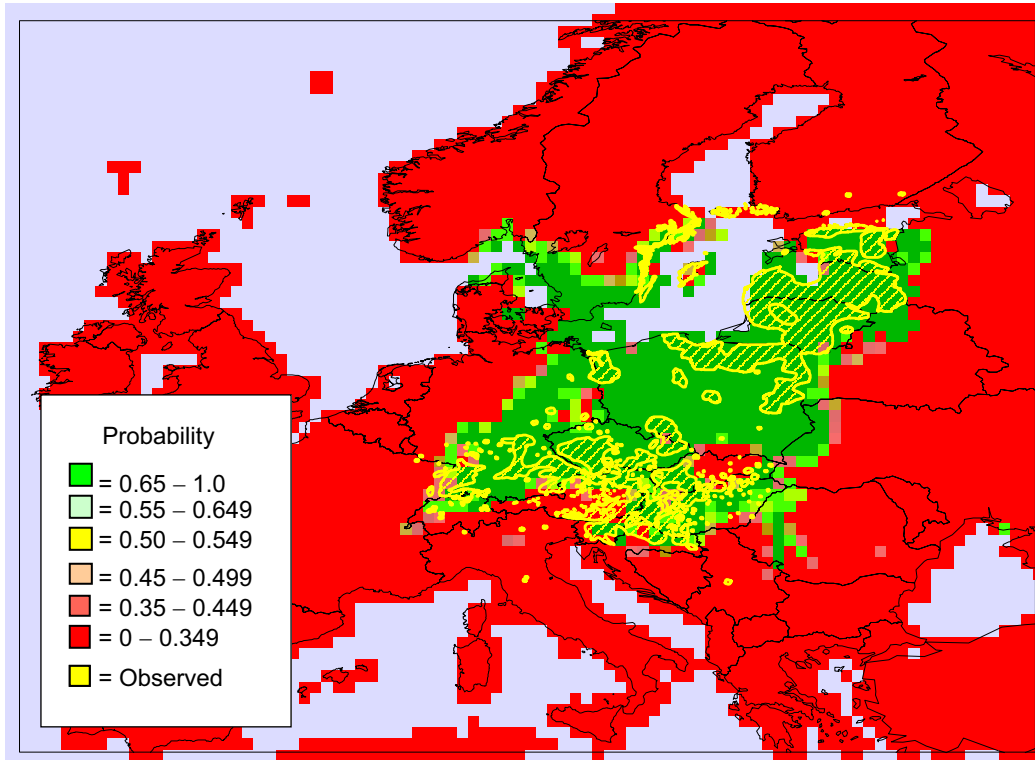 Probability
= 0.65 – 1.0
= 0.55 – 0.649
= 0.50 – 0.549
= 0.45 – 0.499
= 0.35 – 0.449
= 0 – 0.349
= Observed